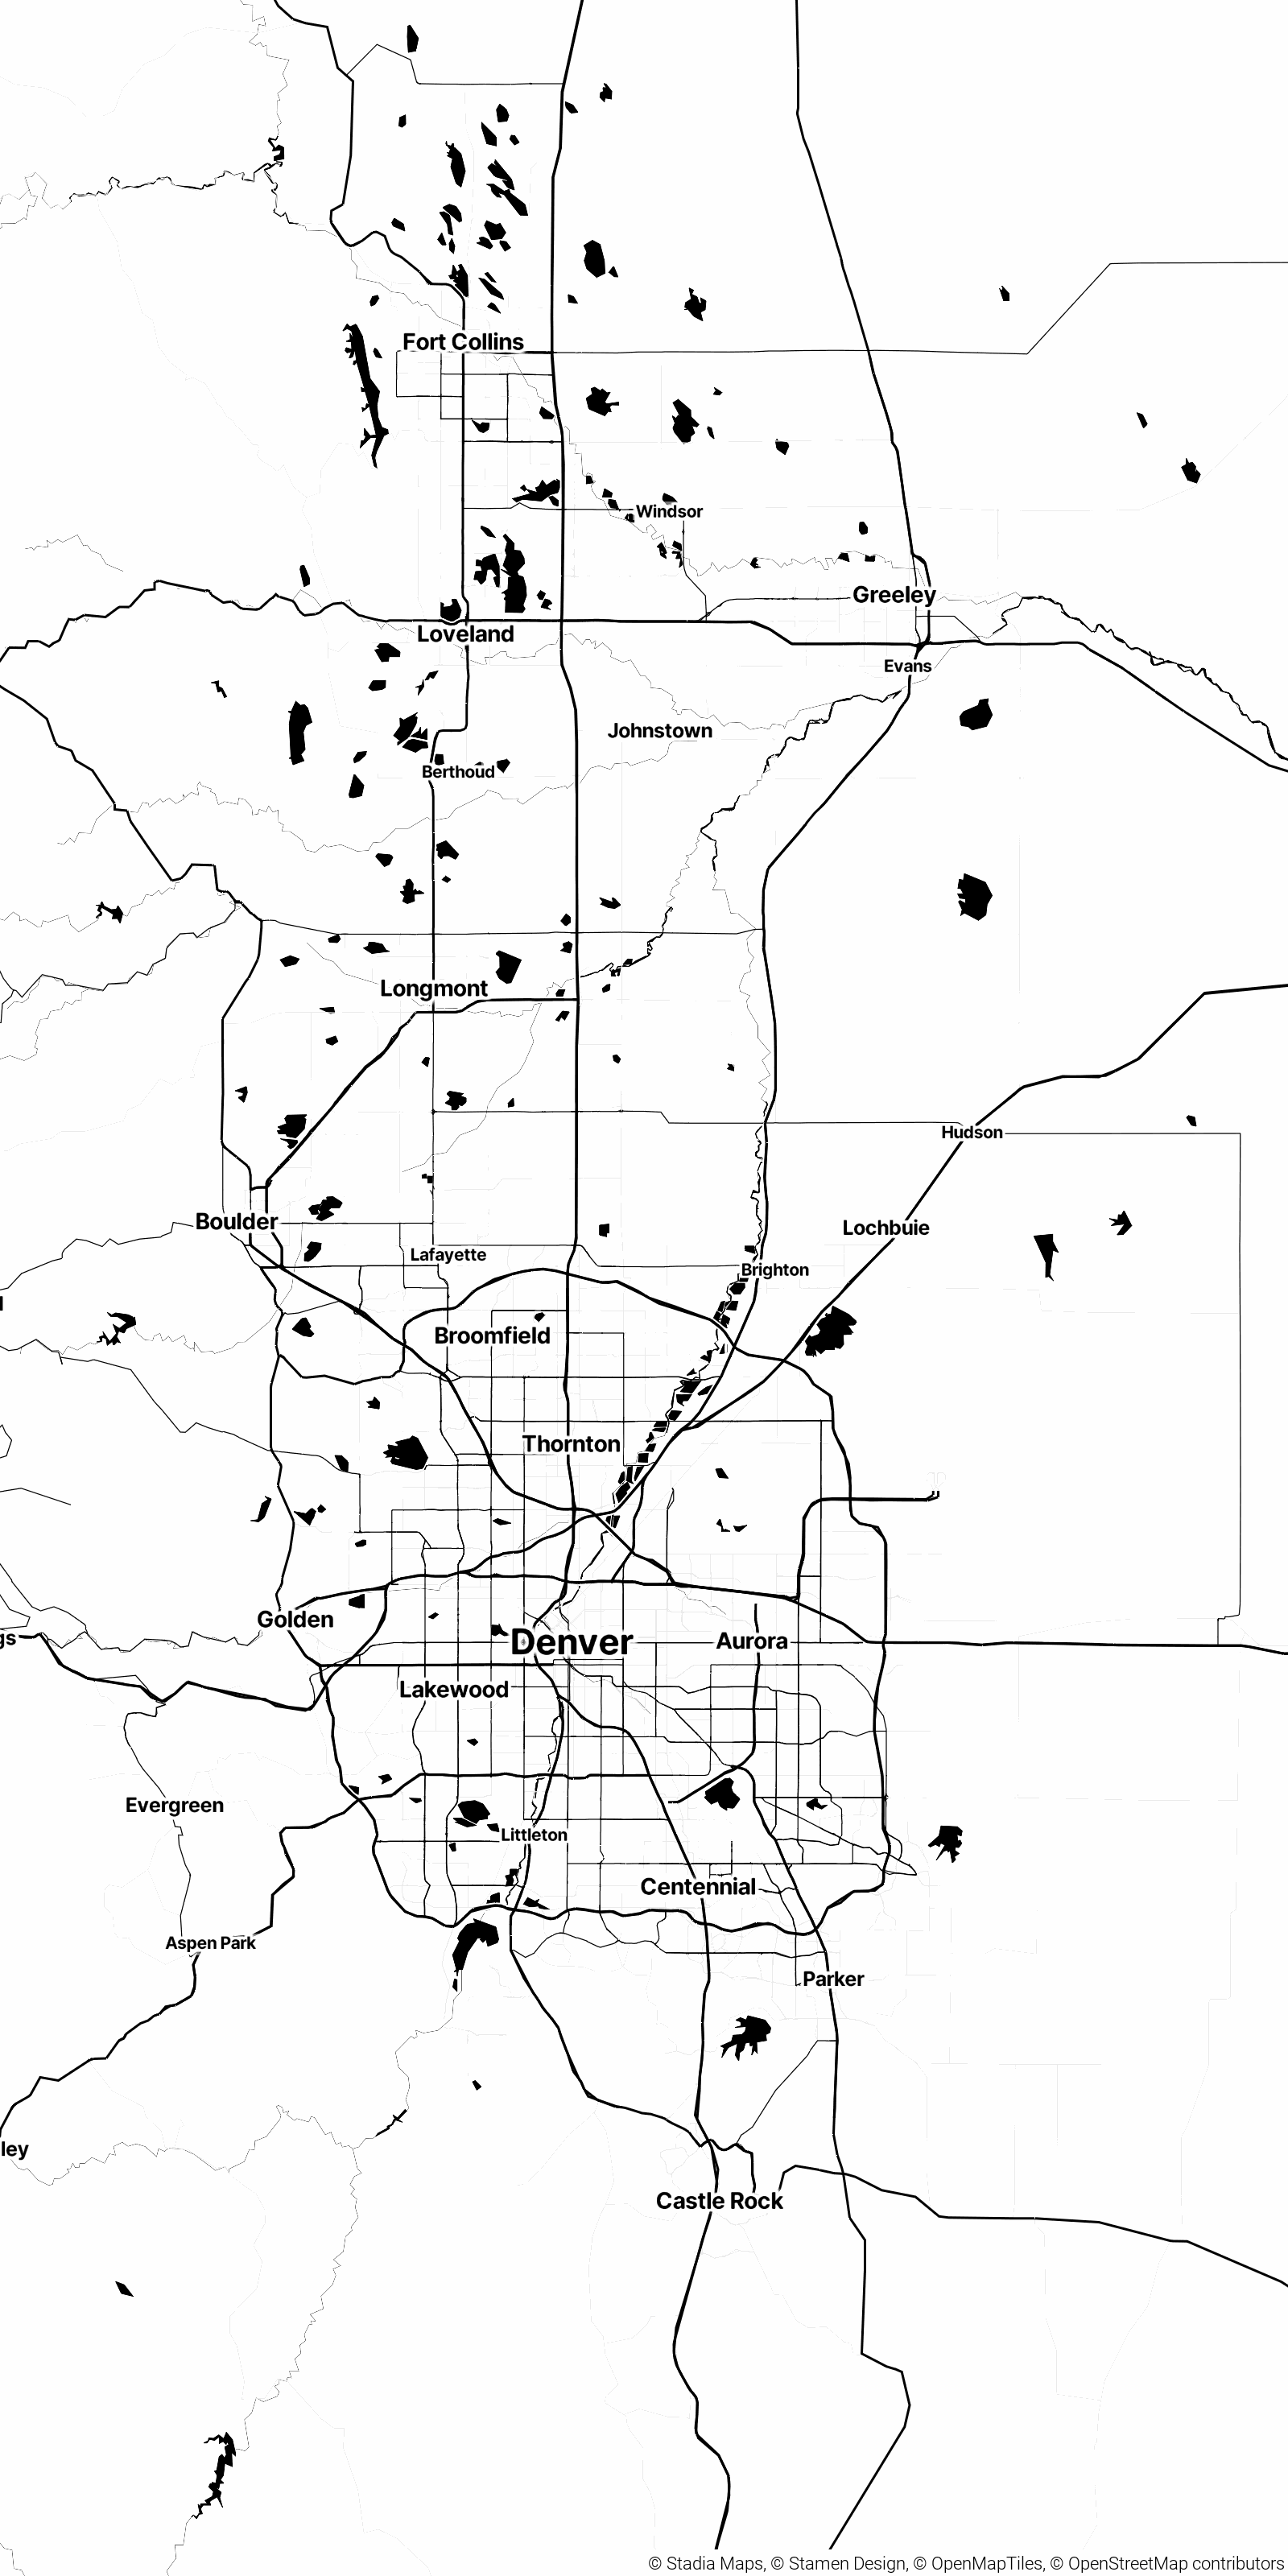 Fort Collins
Windsor
Greeley
Loveland
Evans
Johnstown
Berthoud
Longmont
Hudson
Boulder
Lochbuie
Lafayette
Brighton
Broomfield
Thornton
Golden
gs
Denver
Aurora
Lakewood
Evergreen
Littleton
Centennial
Aspen Park
Parker
ley
Castle Rock
© Stadia Maps, © Stamen Design, © OpenMapTiles, © OpenStreetMap contributors